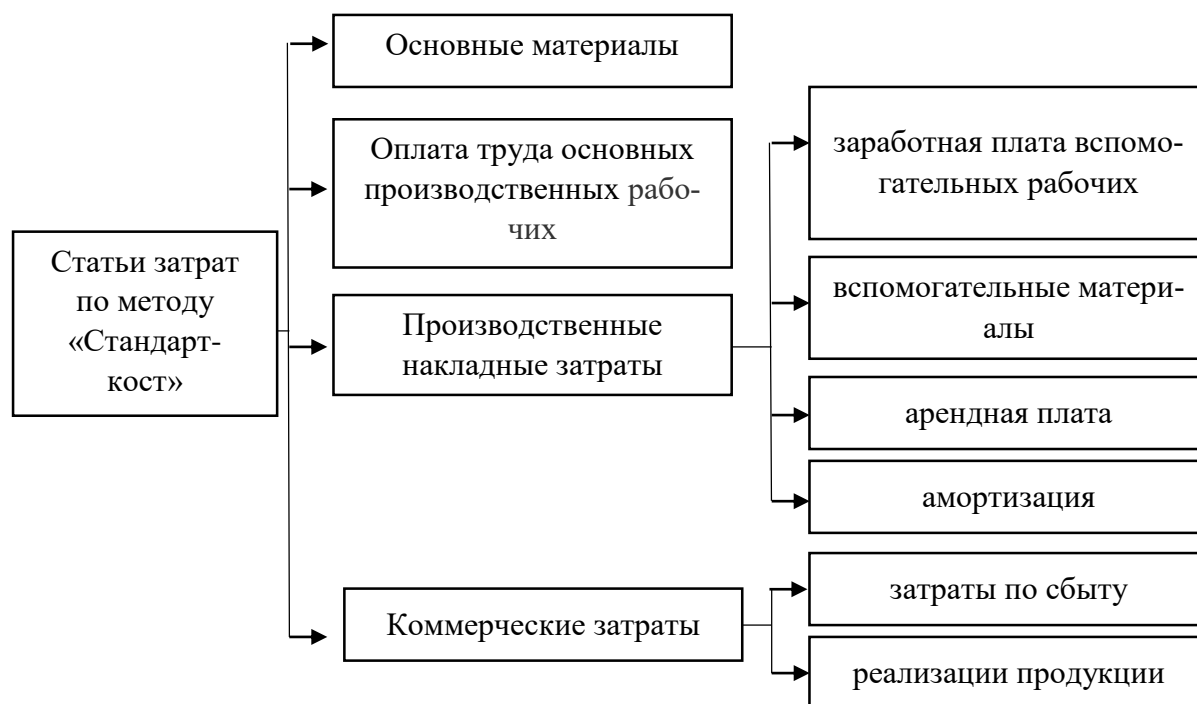 Статьи затрат
по методу
«Стандарт-
кост»
Основные материалы
Оплата труда основных
производственных рабо-
чих
Производственные
накладные затраты
заработная плата вспомо-
гательных рабочих
вспомогательные матери-
алы
арендная плата
амортизация
Коммерческие затраты
затраты по сбыту
реализации продукции